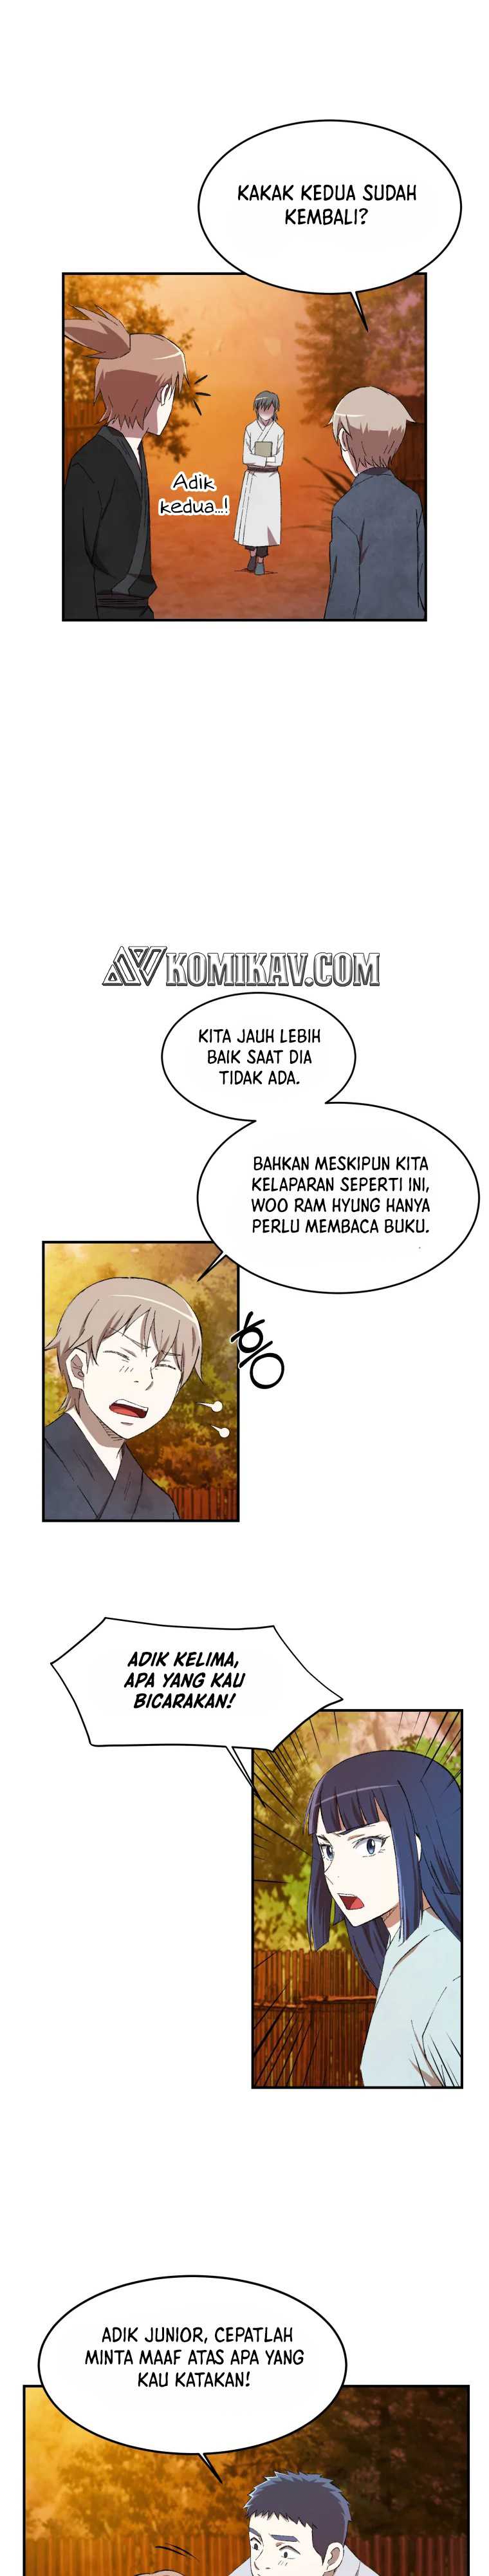 KAKAK KEDUA SUDAH
KEMBALI?
Adik
kedua...!
KOMIKAV.COM
KITA JAUH LEBIH
BAIK SAAT DIA
TIDAK ADA.
BAHKAN MESKIPUN KITA
KELAPARAN SEPERTI INI,
WOO RAM HYUNG HANYA
PERLU MEMBACA BUKU.
ADIK KELIMA,
APA YANG KAU
BICARAKAN!
ADIK JUNIOR, CEPATLAH
MINTA MAAF ATAS APA YANG
KAU KATAKAN!